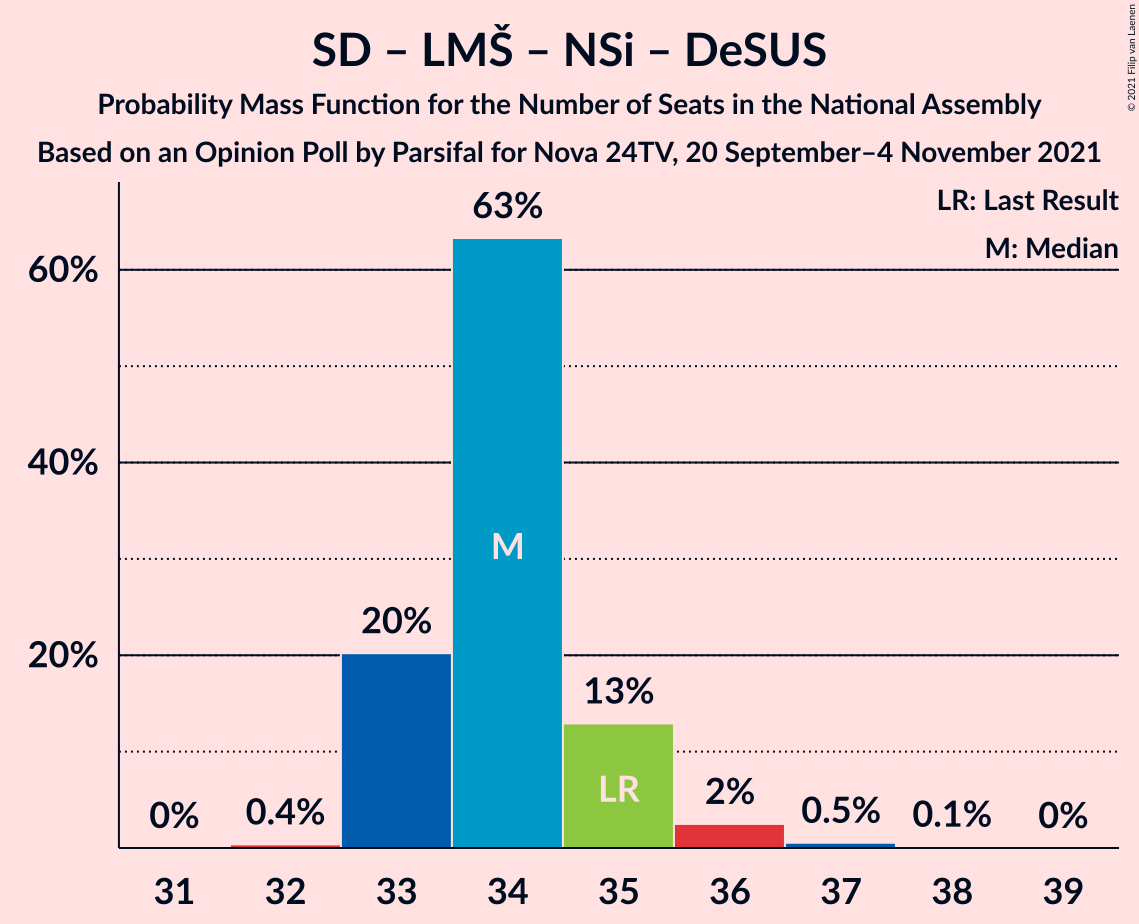 SD – LMŠ – NSi – DeSUS
Probability Mass Function for the Number of Seats in the National Assembly
Based on an Opinion Poll by Parsifal for Nova 24TV, 20 September–4 November 2021
© 2021 Filip van Laenen
LR: Last Result
M: Median
63%
60%
40%
M
20%
20%
13%
LR
0%
0.4%
2%
0.5%
0.1%
0%
31 32 33 34 35 36 37 38 39